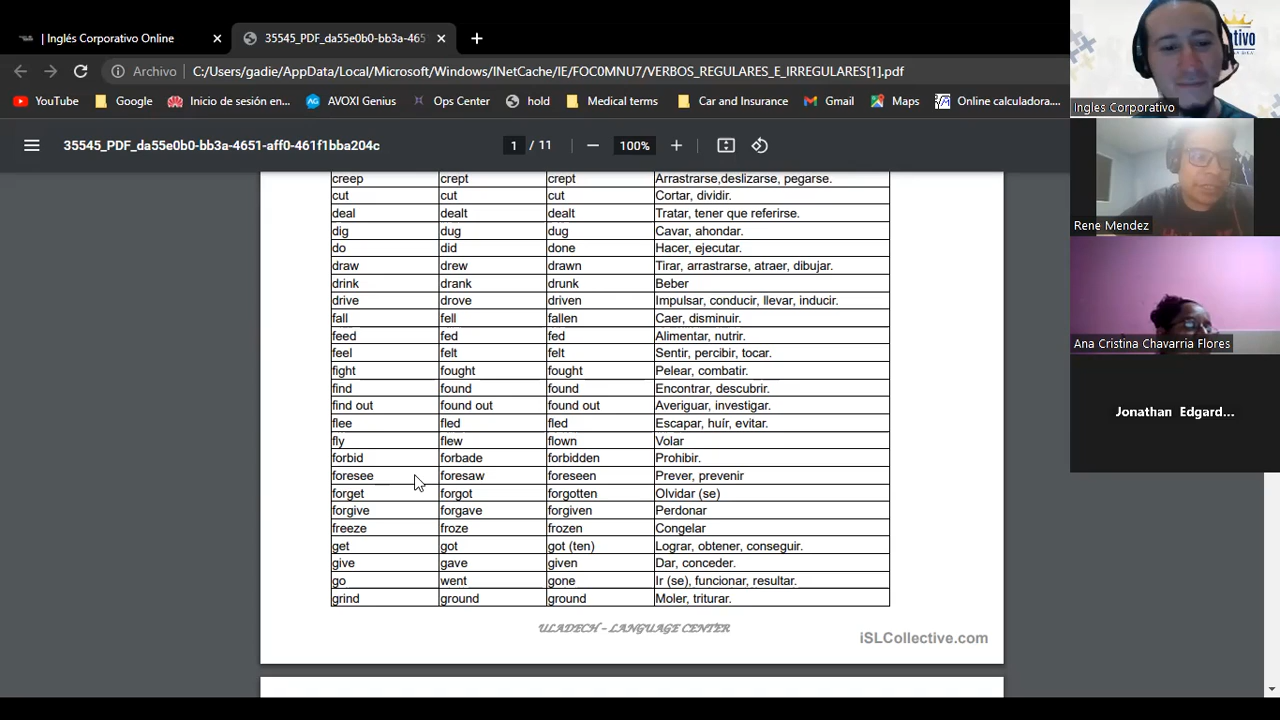 | Inglés Corporativo Online
35545_PDF_da55e0b0-bb3a-465
Archivo C:/Users/gadie/AppData/Local/Microsoft/Windows/INetCache/IE/FOC0MNU7/VERBOS_REGULARES_E_IRREGULARES[1].pdf
YouTube Google Inicio de sesión en... AVOXI Genius Ops Center hold Medical terms Car and Insurance Gmail Maps Online calculadora....
35545_PDF_da55e0b0-bb3a-4651-aff0-461f1bba204c 1 / 11 100%
creep crept crept Arrastrarse,deslizarse, pegarse.
cut cut cut Cortar, dividir.
deal dealt dealt Tratar, tener que referirse.
dig dug dug Cavar, ahondar.
do did done Hacer, ejecutar.
draw drew drawn Tirar, arrastrarse, atraer, dibujar.
drink drank drunk Beber
drive drove driven Impulsar, conducir, llevar, inducir.
fall fell fallen Caer, disminuir.
feed fed fed Alimentar, nutrir.
feel felt felt Sentir, percibir, tocar.
fight fought fought Pelear, combatir.
find found found Encontrar, descubrir.
find out found out found out Averiguar, investigar.
flee fled fled Escapar, huír, evitar.
fly flew flown Volar
forbid forbade forbidden Prohibir.
foresee foresaw foreseen Prever, prevenir
forget forgot forgotten Olvidar (se)
forgive forgave forgiven Perdonar
freeze froze frozen Congelar
get got got (ten) Lograr, obtener, conseguir.
give gave given Dar, conceder.
go went gone Ir (se), funcionar, resultar.
grind ground ground Moler, triturar.
ULADECH – LANGUAGE CENTER
iSLCollective.com
Ingles Corporativo
Rene Mendez
Ana Cristina Chavarria Flores
Jonathan Edgard...